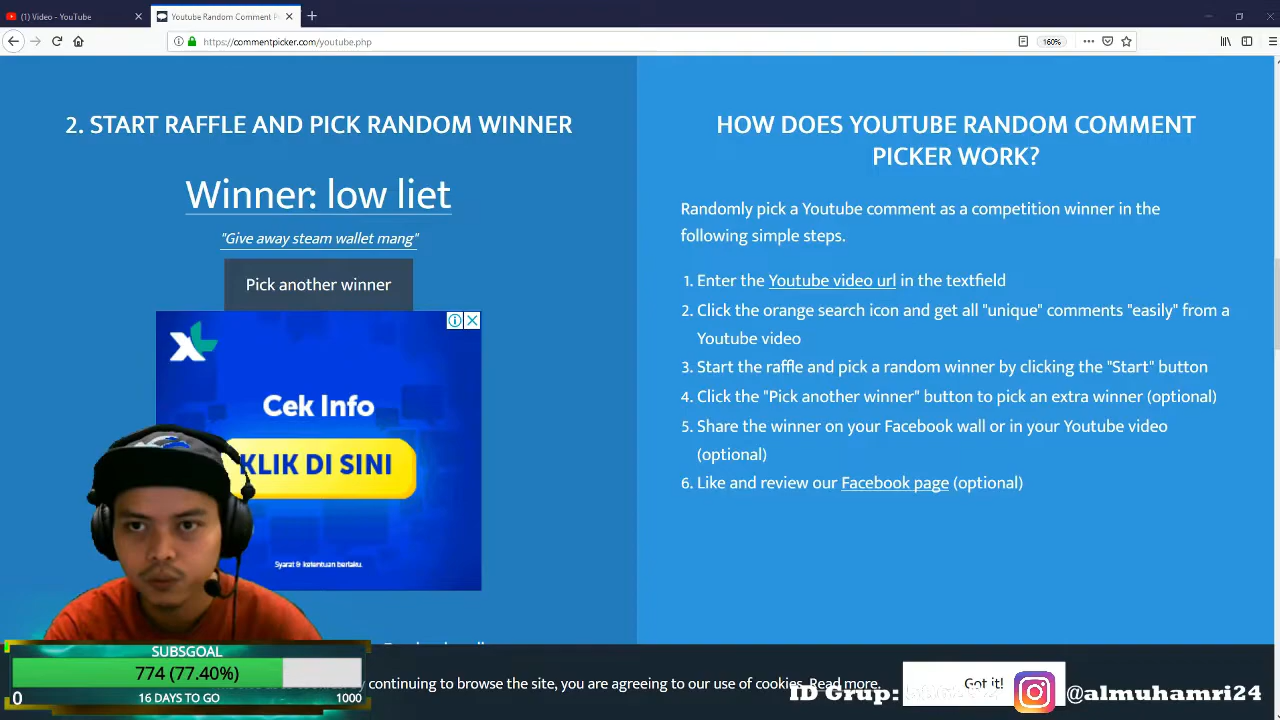 (1) Video - YouTube
Youtube Random Comment P
https://commentpicker.com/youtube.php
160%
2. START RAFFLE AND PICK RANDOM WINNER
Winner: low liet
"Give away steam wallet mang"
Pick another winner
XL
Cek Info
KLIK DI SINI
Syarat & ketentuan berlaku.
HOW DOES YOUTUBE RANDOM COMMENT
PICKER WORK?
Randomly pick a Youtube comment as a competition winner in the
following simple steps.
1. Enter the Youtube video url in the textfield
2. Click the orange search icon and get all "unique" comments "easily" from a
Youtube video
3. Start the raffle and pick a random winner by clicking the "Start" button
4. Click the "Pick another winner" button to pick an extra winner (optional)
5. Share the winner on your Facebook wall or in your Youtube video
(optional)
6. Like and review our Facebook page (optional)
SUBSGOAL
774 (77.40%)
0 16 DAYS TO GO 1000
continuing to browse the site, you are agreeing to our use of cookies. Read more.
Got it!
ID Grup:
@almuhamri24